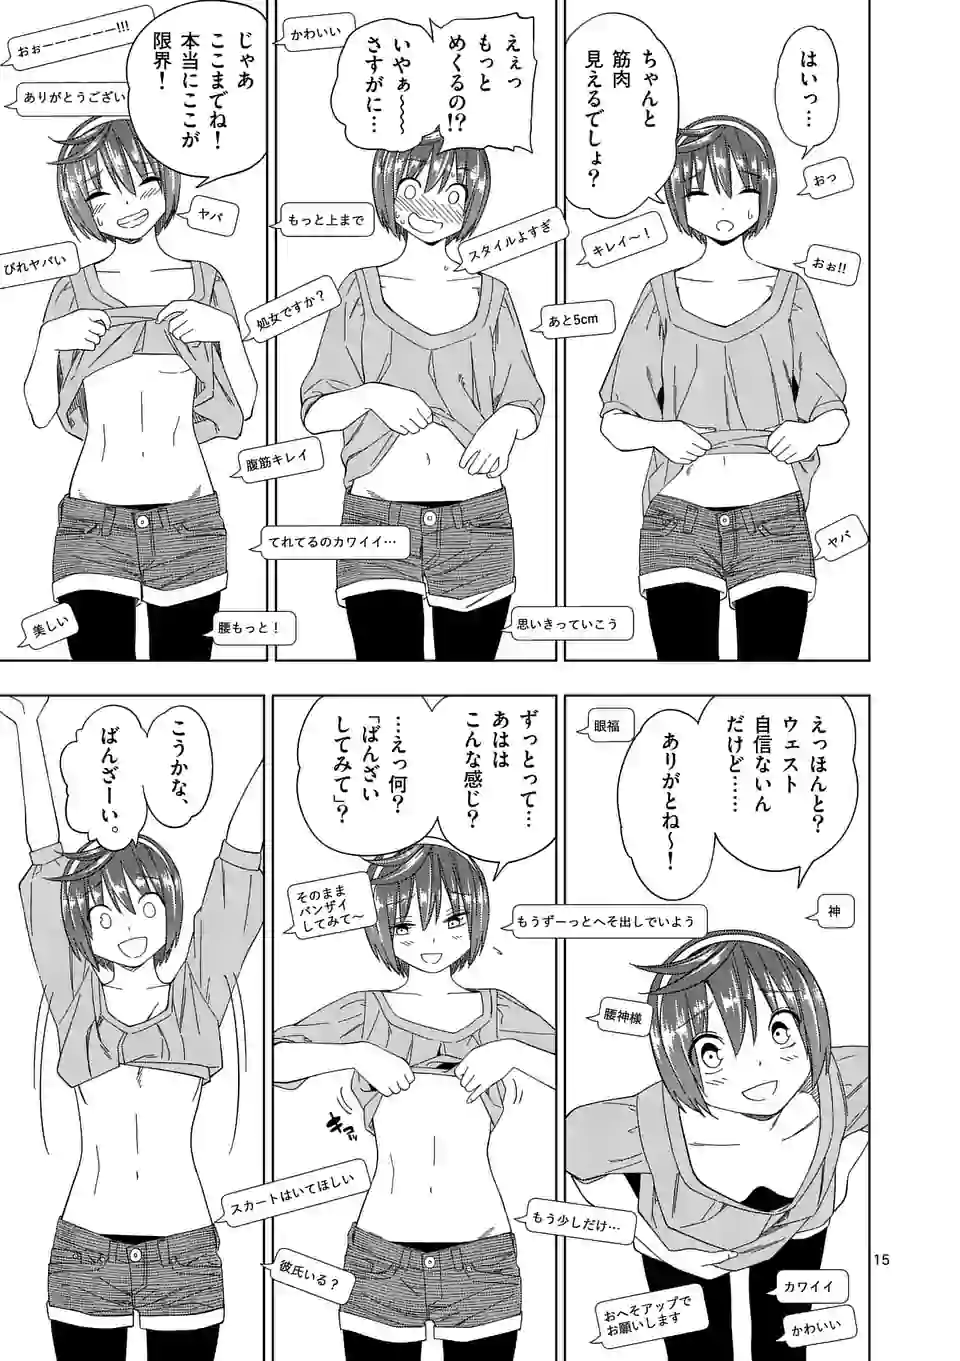 はいっ…
ちゃんと
筋肉
見えるでしょ？
おっ
キレイ〜！
おぉ!!
あと5cm
ヤバ
思いきっていこう
えぇっ
もっと
めくるの!?
いやぁ〜〜
さすがに…
かわいい
もっと上まで
スタイルよすぎ
処女ですか？
腹筋キレイ
てれてるのカワイイ…
腰もっと！
じゃあ
ここまでね！
本当にここが
限界！
おぉーーーーーー!!!
ありがとうござい
ヤバ
びれヤバい
美しい
えっほんと？
ウェスト
自信ないん
だけど……
ありがとね〜！
眼福
神
腰神様
もうずーっとへそ出しでいよう
もう少しだけ…
カワイイ
かわいい
おへそアップで
お願いします
ずっとって…
あはは
こんな感じ？
…えっ何？
「ばんざい
してみて」？
そのまま
バンザイ
してみて〜
キュッ
スカートはいてほしい
彼氏いる？
こうかな、
ばんざーい。
15